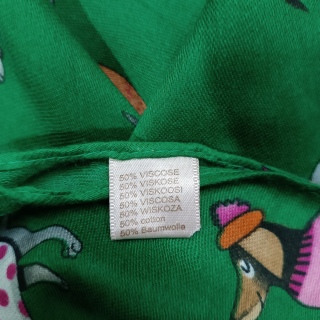 50% VISCOSE
50% VISKOSE
50% VISKOOSI
50% VISCOSA
50% WISKOZA
50% cotton
50% Baumwolle